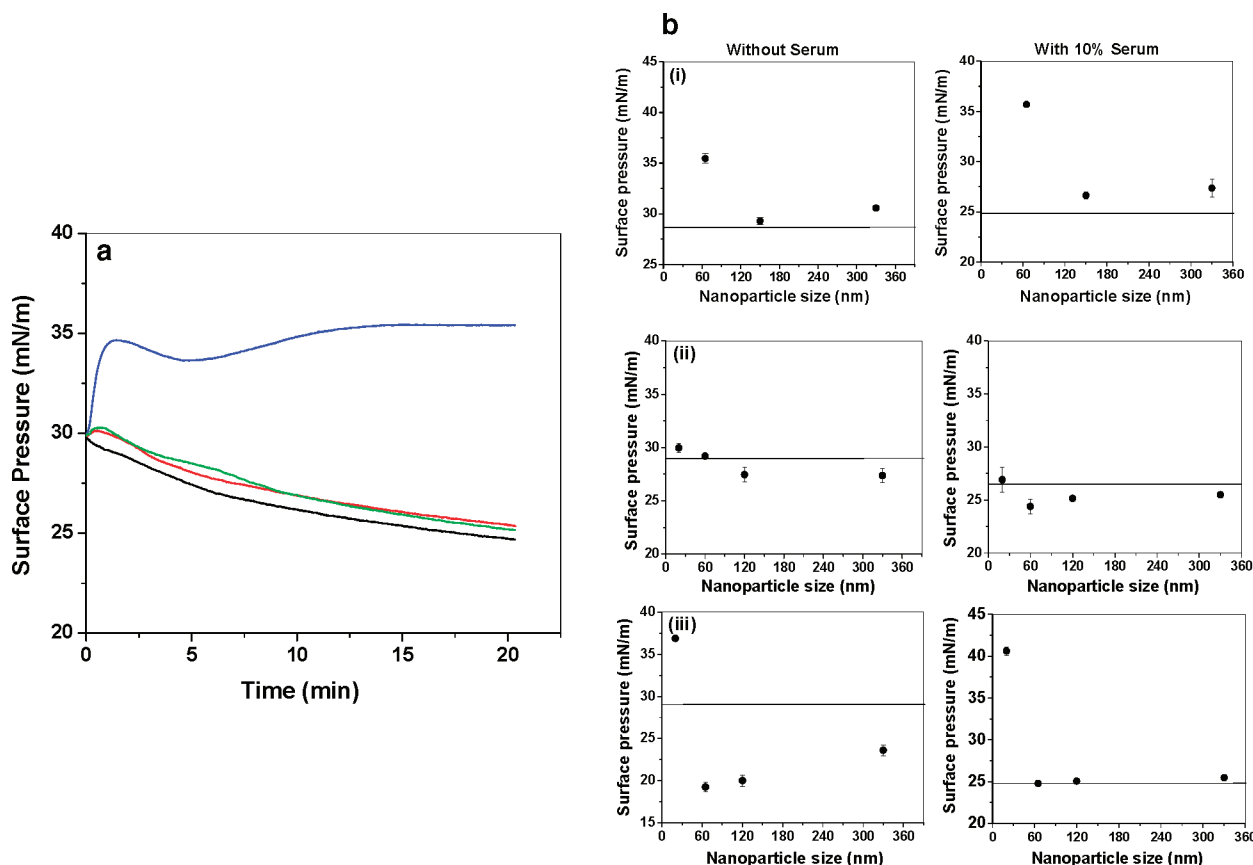 a
40
35
30
25
20
Surface Pressure (mN/m)
0 5 10 15 20
Time (min)
b
Without Serum
With 10% Serum
(i)
45
40
35
30
25
Surface pressure (mN/m)
0 60 120 180 240 300 360
Nanoparticle size (nm)
40
35
30
25
20
Surface pressure (mN/m)
0 60 120 180 240 300 360
Nanoparticle size (nm)
(ii)
40
35
30
25
20
Surface pressure (mN/m)
0 60 120 180 240 300 360
Nanoparticle size (nm)
40
35
30
25
20
Surface pressure (mN/m)
0 60 120 180 240 300 360
Nanoparticle size (nm)
(iii)
40
35
30
25
20
15
Surface pressure (mN/m)
0 60 120 180 240 300 360
Nanoparticle size (nm)
45
40
35
30
25
20
Surface pressure (mN/m)
0 60 120 180 240 300 360
Nanoparticle size (nm)